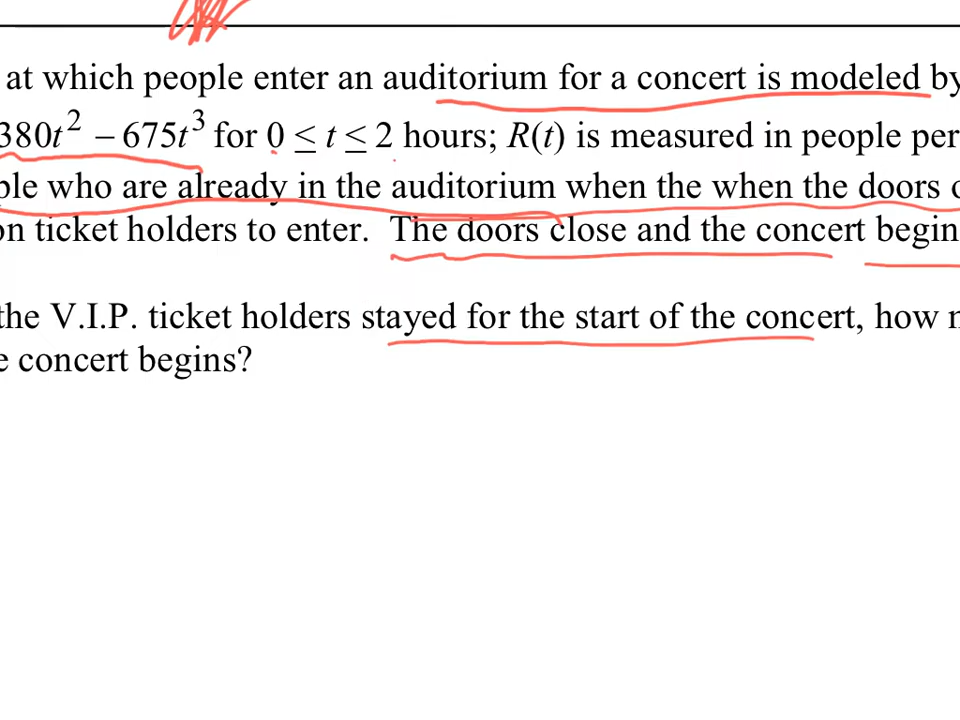 at which people enter an auditorium for a concert is modeled by
380t² – 675t³ for 0 ≤ t ≤ 2 hours; R(t) is measured in people per
who are already in the auditorium when the when the doors
ticket holders to enter. The doors close and the concert begin
the V.I.P. ticket holders stayed for the start of the concert, how
concert begins?